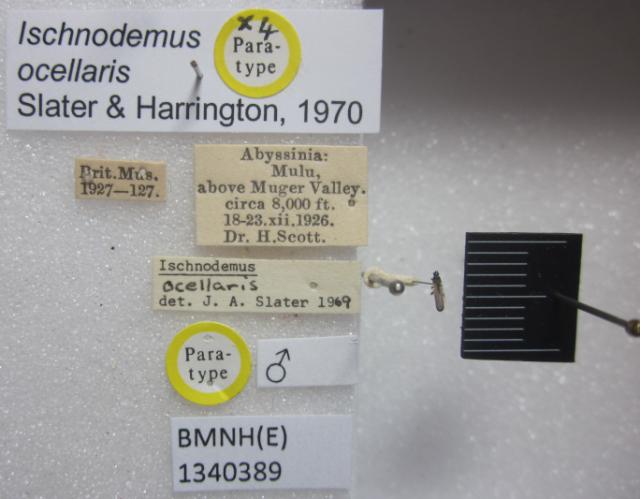 Ischnodemus
ocellaris
Slater & Harrington, 1970
x4
Para-
type
Brit.Mus.
1927—127.
Abyssinia:
Mulu,
above Muger Valley.
circa 8,000 ft.
18-23.xii.1926.
Dr. H.Scott.
Ischnodemus
ocellaris
det. J. A. Slater 1969
Para-
type
♂
BMNH(E)
1340389